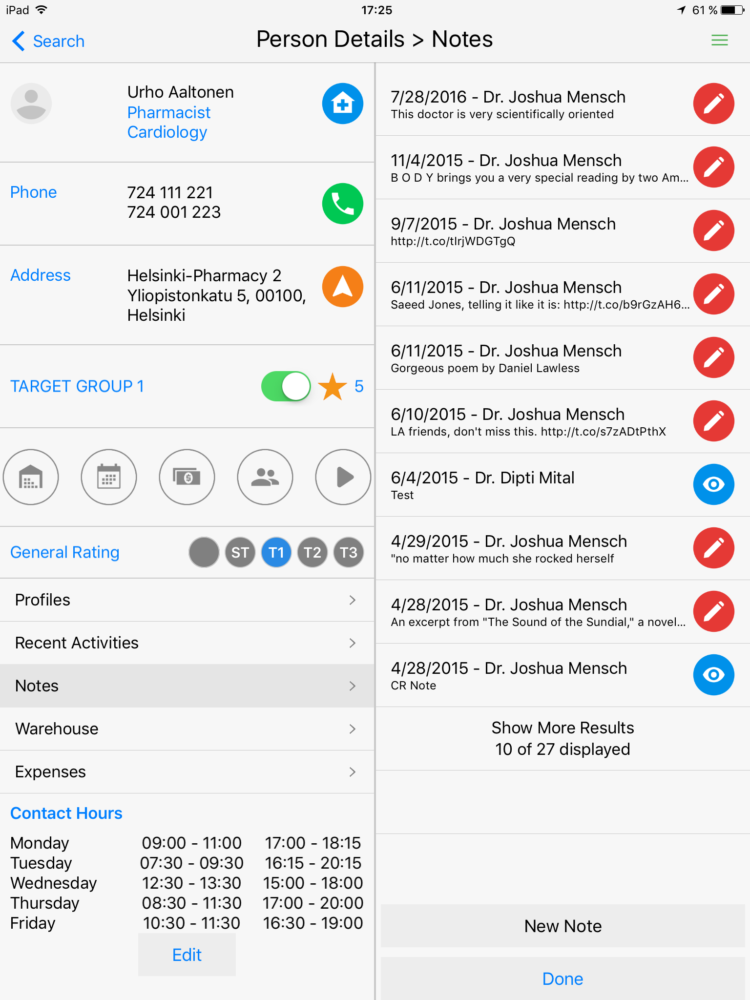 iPad 17:25 61 %
Search Person Details > Notes
Urho Aaltonen
Pharmacist
Cardiology
Phone 724 111 221
724 001 223
Address Helsinki-Pharmacy 2
Yliopistonkatu 5, 00100,
Helsinki
TARGET GROUP 1 5
General Rating ST T1 T2 T3
Profiles
Recent Activities
Notes
Warehouse
Expenses
Contact Hours
Monday 09:00 - 11:00 17:00 - 18:15
Tuesday 07:30 - 09:30 16:15 - 20:15
Wednesday 12:30 - 13:30 15:00 - 18:00
Thursday 08:30 - 11:30 17:00 - 20:00
Friday 10:30 - 11:30 16:30 - 19:00
Edit
7/28/2016 - Dr. Joshua Mensch
This doctor is very scientifically oriented
11/4/2015 - Dr. Joshua Mensch
B O D Y brings you a very special reading by two Am...
9/7/2015 - Dr. Joshua Mensch
http://t.co/tIrjWDGTgQ
6/11/2015 - Dr. Joshua Mensch
Saeed Jones, telling it like it is: http://t.co/b9rGzAH6...
6/11/2015 - Dr. Joshua Mensch
Gorgeous poem by Daniel Lawless
6/10/2015 - Dr. Joshua Mensch
LA friends, don't miss this. http://t.co/s7zADtPthX
6/4/2015 - Dr. Dipti Mital
Test
4/29/2015 - Dr. Joshua Mensch
"no matter how much she rocked herself
4/28/2015 - Dr. Joshua Mensch
An excerpt from "The Sound of the Sundial," a novel...
4/28/2015 - Dr. Joshua Mensch
CR Note
Show More Results
10 of 27 displayed
New Note
Done